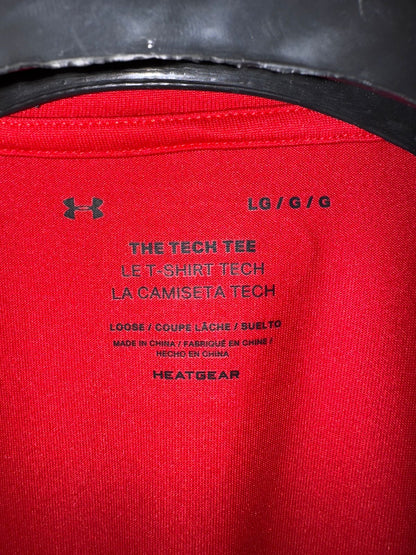 LG / G / G
THE TECH TEE
LE T-SHIRT TECH
LA CAMISETA TECH
LOOSE / COUPE LÂCHE / SUELTO
MADE IN CHINA / FABRIQUÉ EN CHINE /
HECHO EN CHINA
HEATGEAR